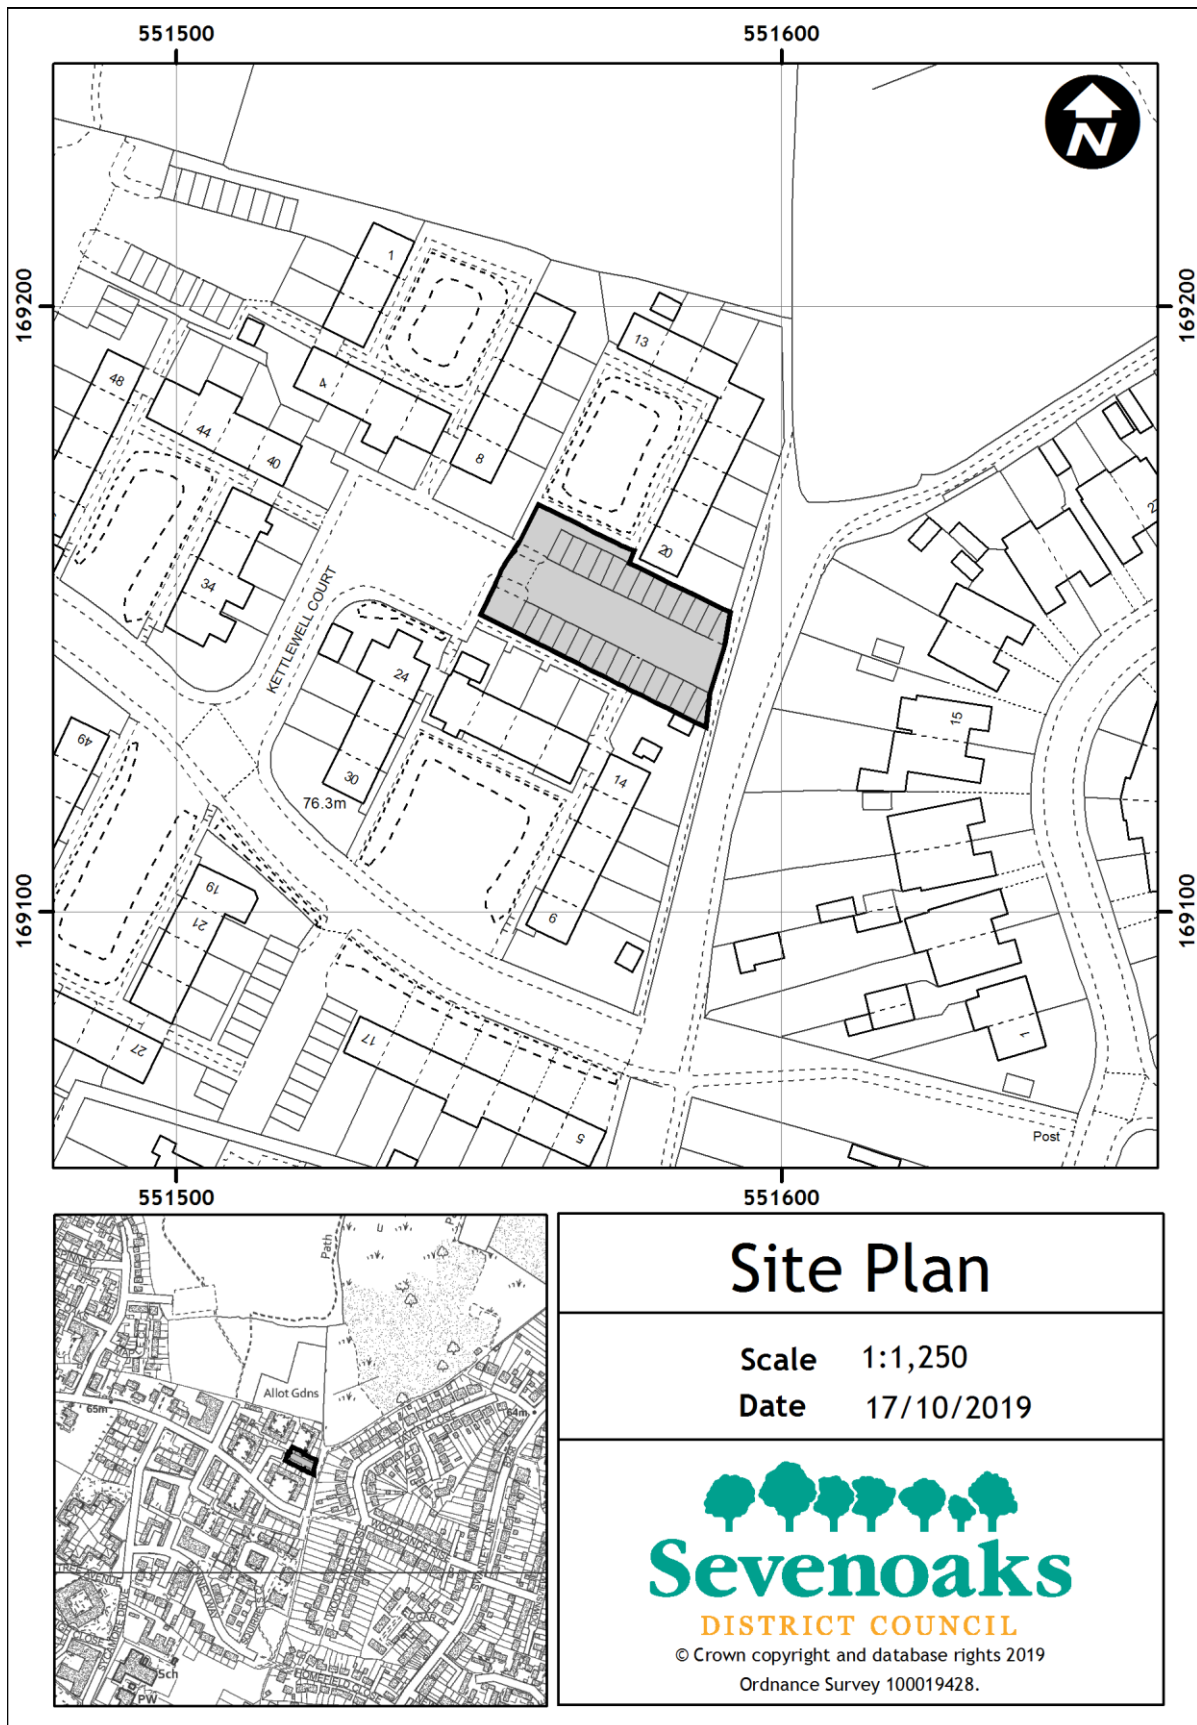 551500 551600
N
169200 169200
1
13
4
48
44
40
8
20
34
KETTLEWELL COURT
24
15
49
30
14
76.3m
19
21
9
169100 169100
17
27
1
5
Post
551500 551600
Path
U
Allot Gdns
65m
64m
WOODLANDS RISE
Sch
PW
Site Plan
Scale 1:1,250
Date 17/10/2019
Sevenoaks
DISTRICT COUNCIL
© Crown copyright and database rights 2019
Ordnance Survey 100019428.